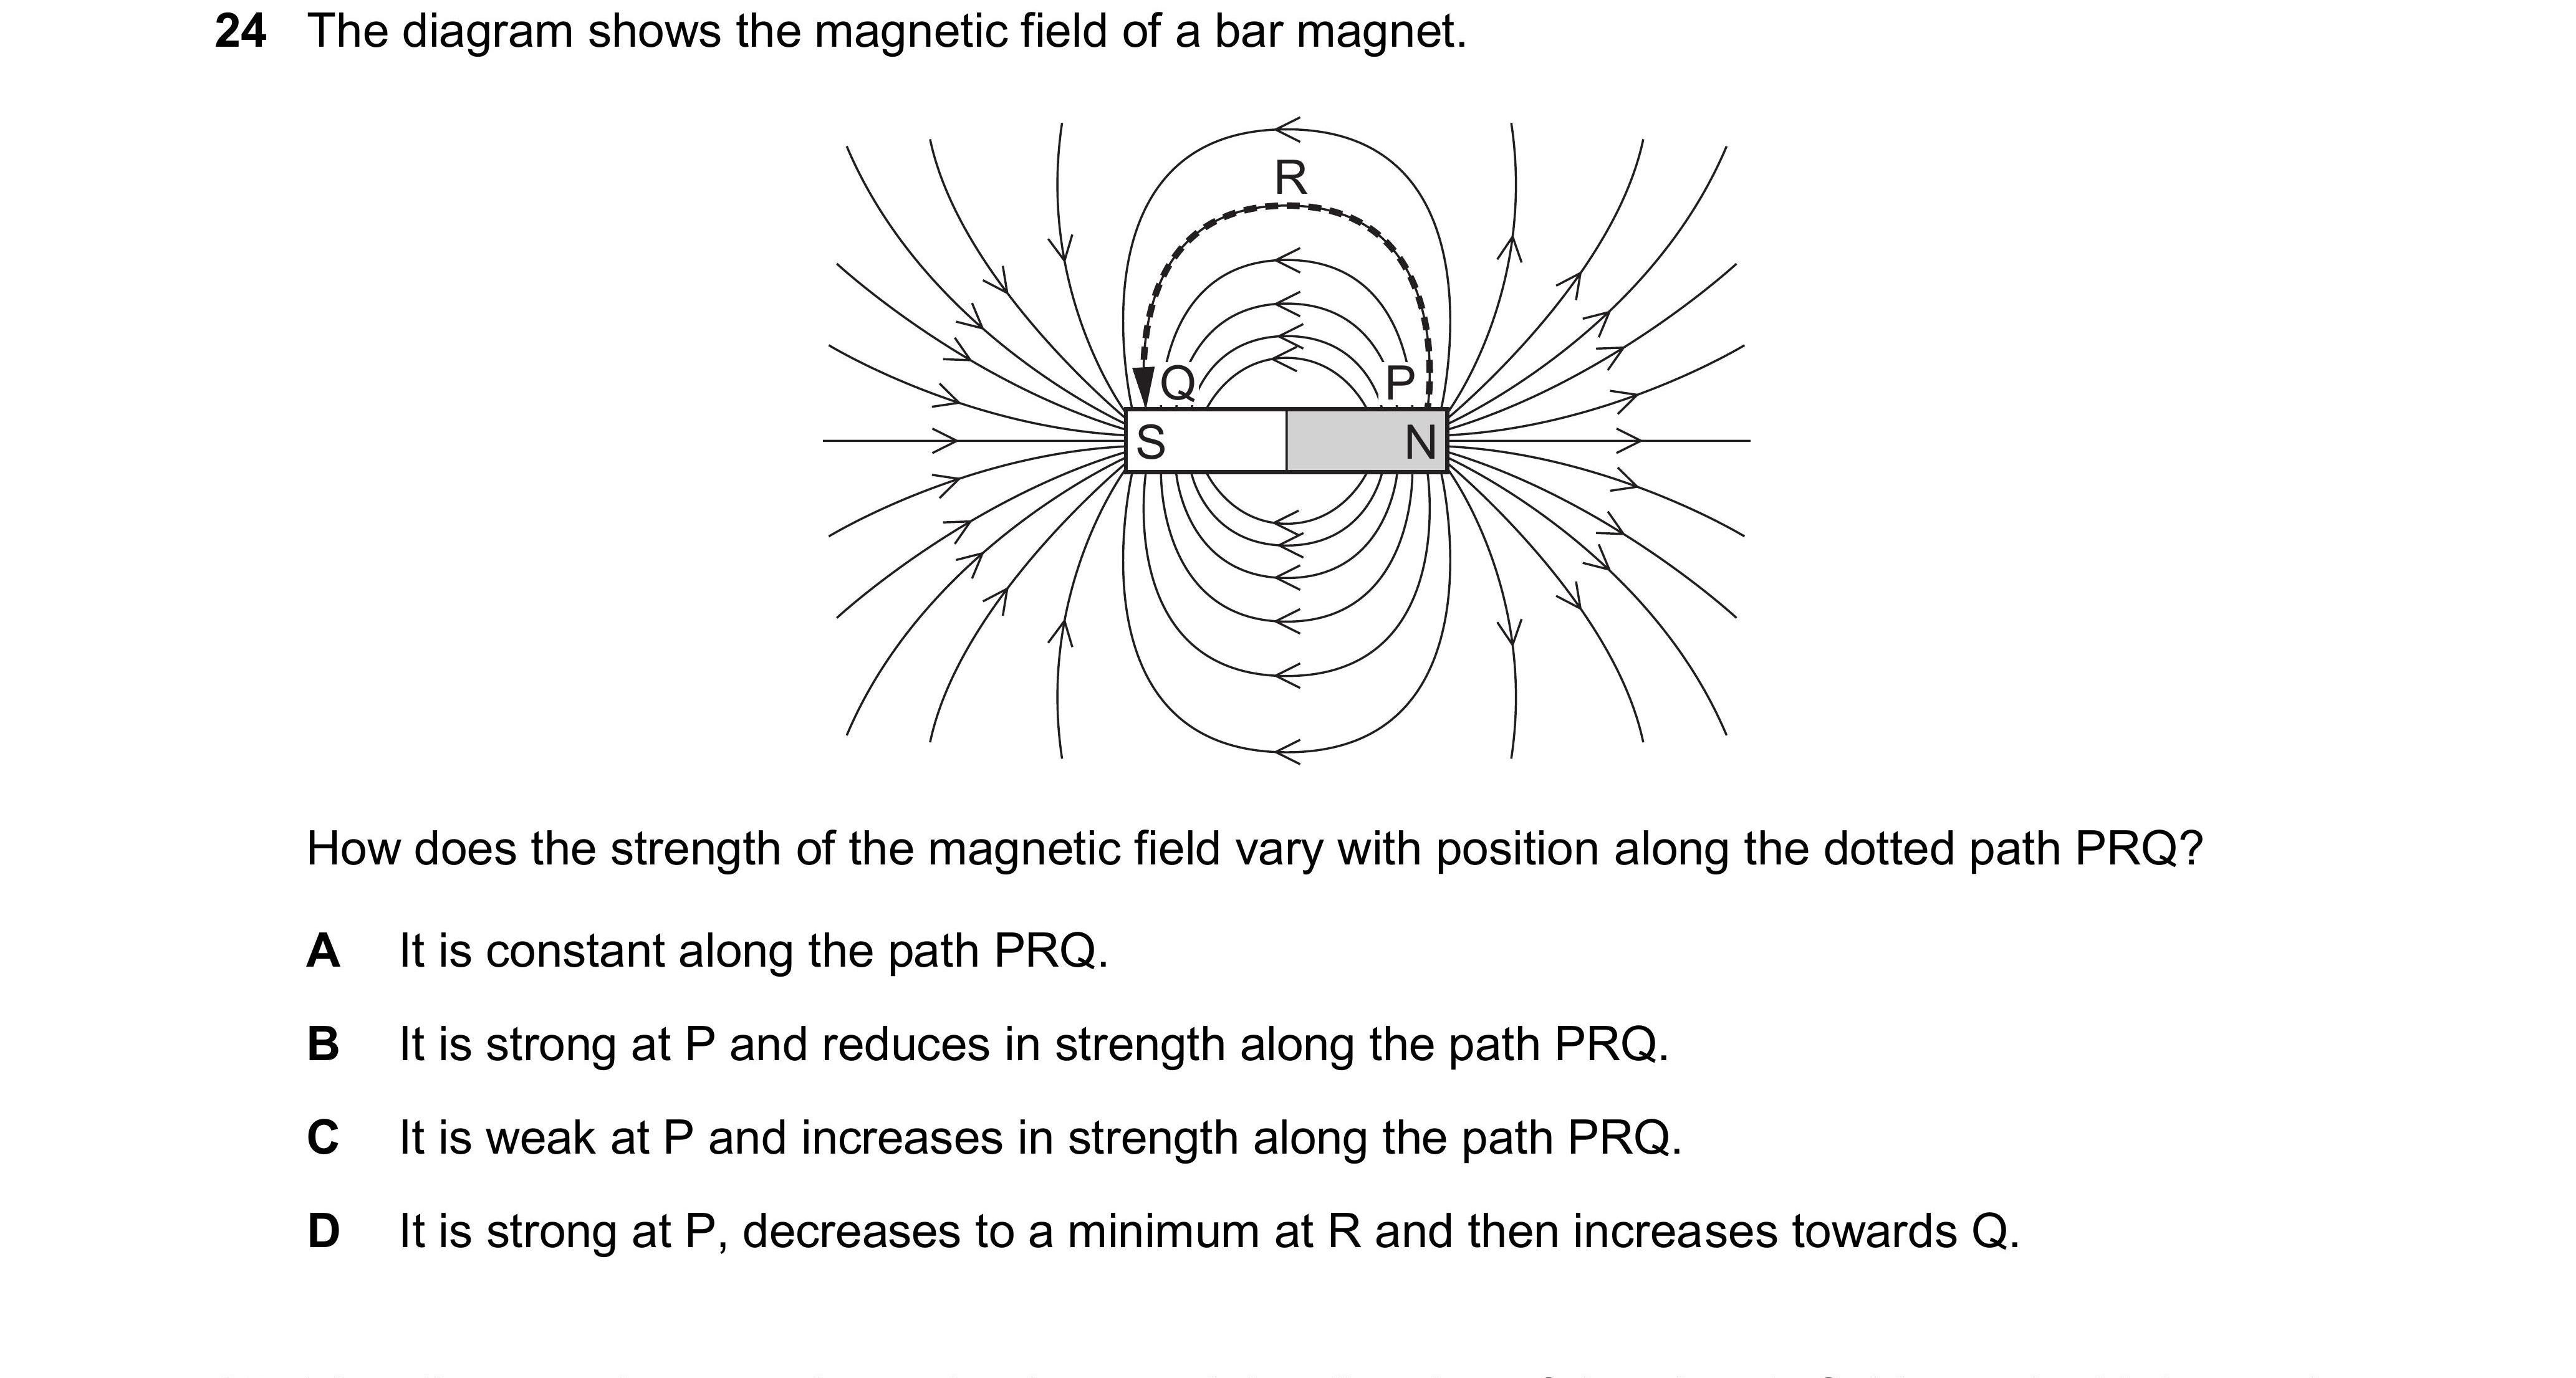 24 The diagram shows the magnetic field of a bar magnet.
R
Q P
S N
How does the strength of the magnetic field vary with position along the dotted path PRQ?
A It is constant along the path PRQ.
B It is strong at P and reduces in strength along the path PRQ.
C It is weak at P and increases in strength along the path PRQ.
D It is strong at P, decreases to a minimum at R and then increases towards Q.